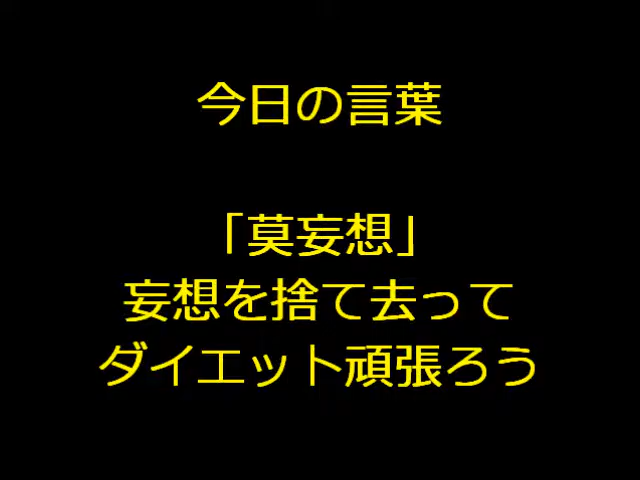 今日の言葉
「莫妄想」
妄想を捨て去って
ダイエット頑張ろう